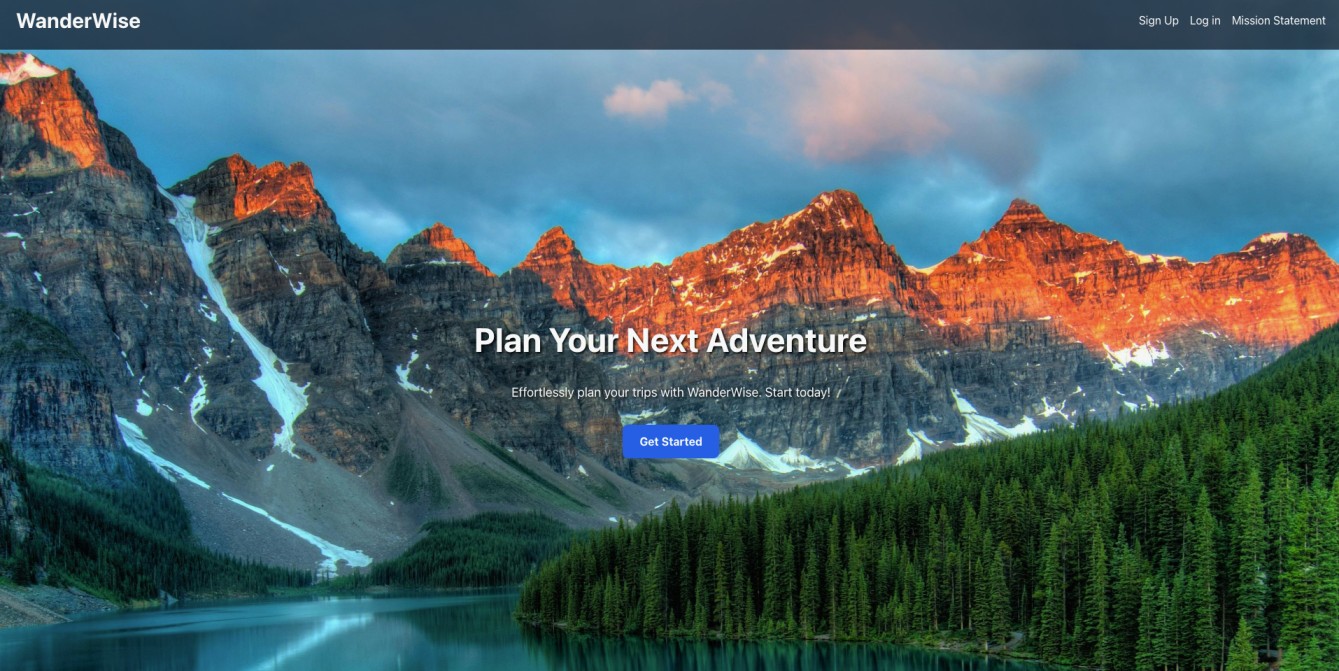 WanderWise
Sign Up Log in Mission Statement
Plan Your Next Adventure
Effortlessly plan your trips with WanderWise. Start today!
Get Started